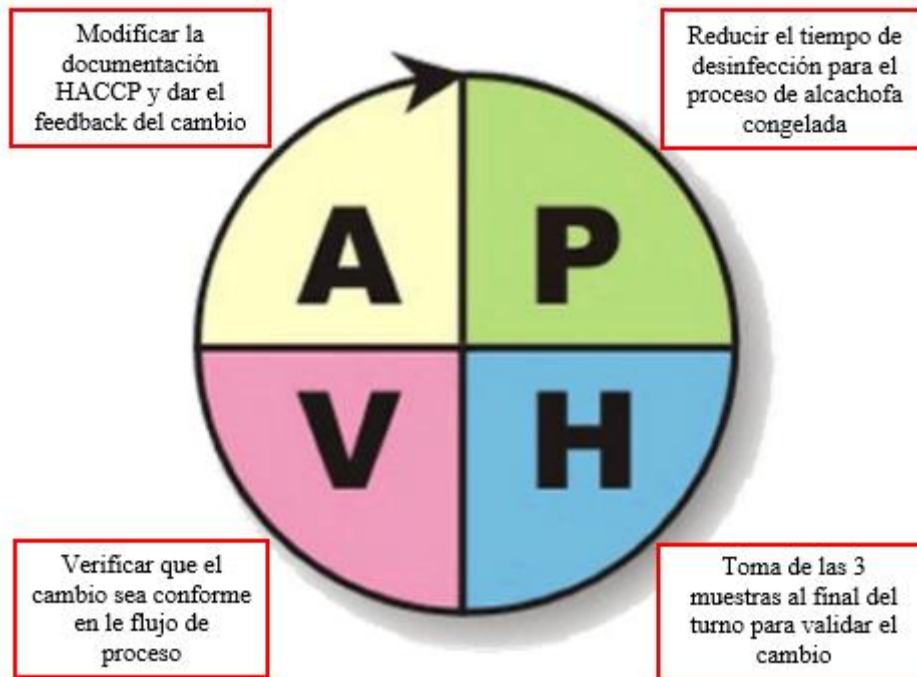 Modificar la
documentación
HACCP y dar el
feedback del cambio
Reducir el tiempo de
desinfección para el
proceso de alcachofa
congelada
A
P
V
H
Verificar que el
cambio sea conforme
en le flujo de
proceso
Toma de las 3
muestras al final del
turno para validar el
cambio